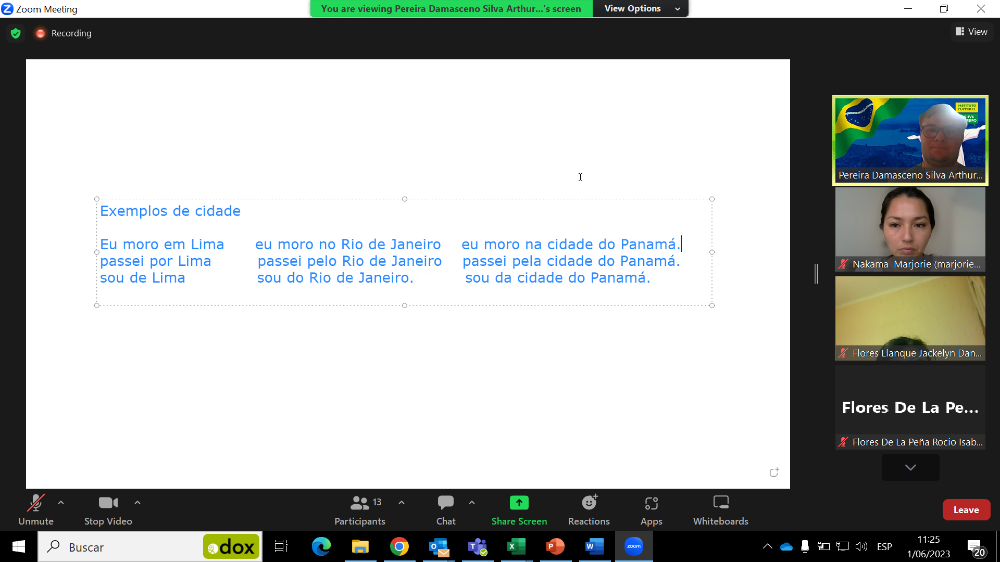 Zoom Meeting
You are viewing Pereira Damasceno Silva Arthur...'s screen
View Options
Recording
View
Exemplos de cidade
Eu moro em Lima eu moro no Rio de Janeiro eu moro na cidade do Panamá.
passei por Lima passei pelo Rio de Janeiro passei pela cidade do Panamá.
sou de Lima sou do Rio de Janeiro. sou da cidade do Panamá.
INSTITUTO
CULTURAL
Pereira Damasceno Silva Arthur...
Nakama Marjorie (marjorie...
Flores Llanque Jackelyn Dan...
Flores De La Pe...
Flores De La Peña Rocio Isab...
Unmute
Stop Video
13
Participants
Chat
Share Screen
Reactions
Apps
Whiteboards
Leave
Buscar
dox
zoom
ESP
11:25
1/06/2023
20